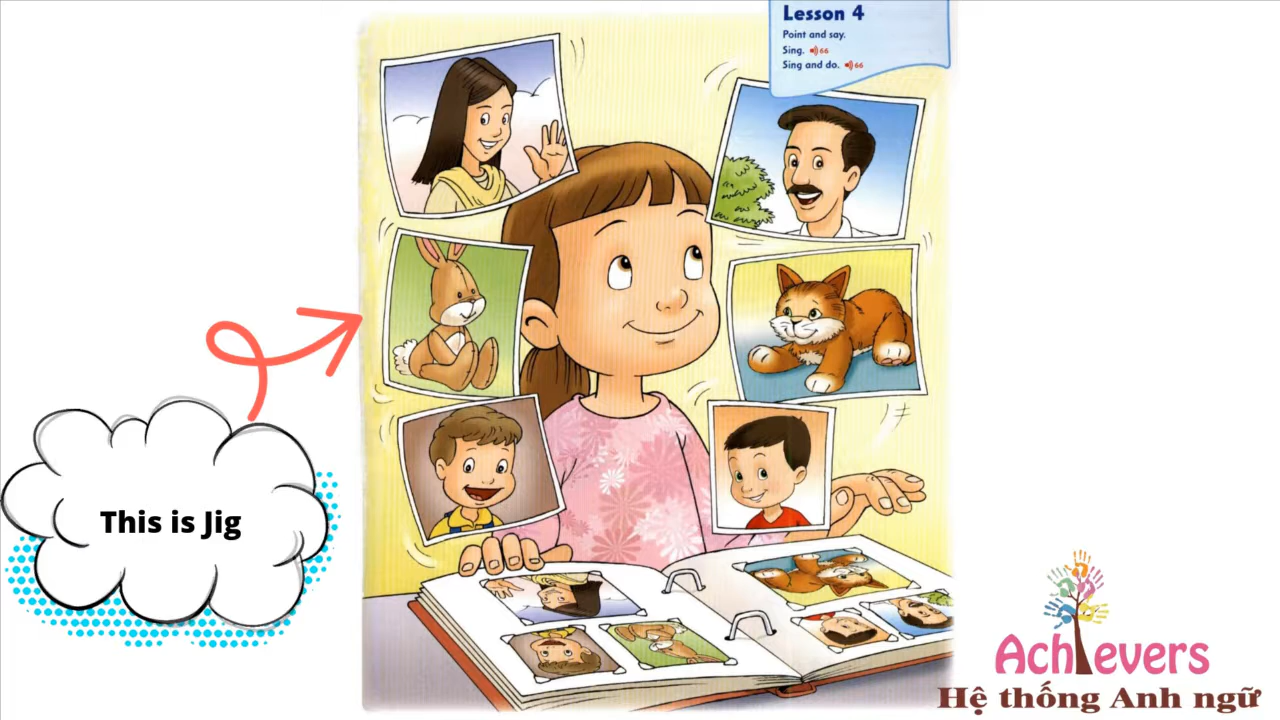 Lesson 4
Point and say.
Sing. 66
Sing and do. 66
This is Jig
Achievers
Hệ thống Anh ngữ